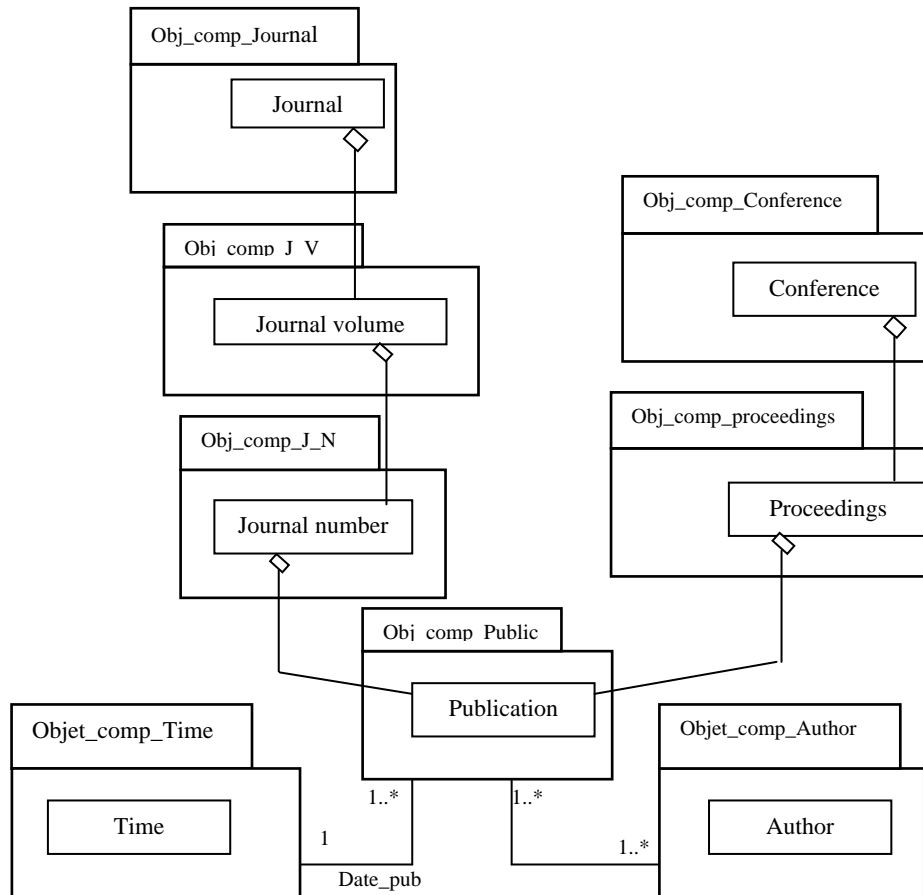 Obj_comp_Journal
Journal
Obj_comp_Conference
Obj_comp_J_V
Conference
Journal volume
Obj_comp_proceedings
Obj_comp_J_N
Proceedings
Journal number
Obj_comp_Public
Publication
Objet_comp_Time
Objet_comp_Author
1..*
1..*
Time
Author
1
1..*
Date_pub